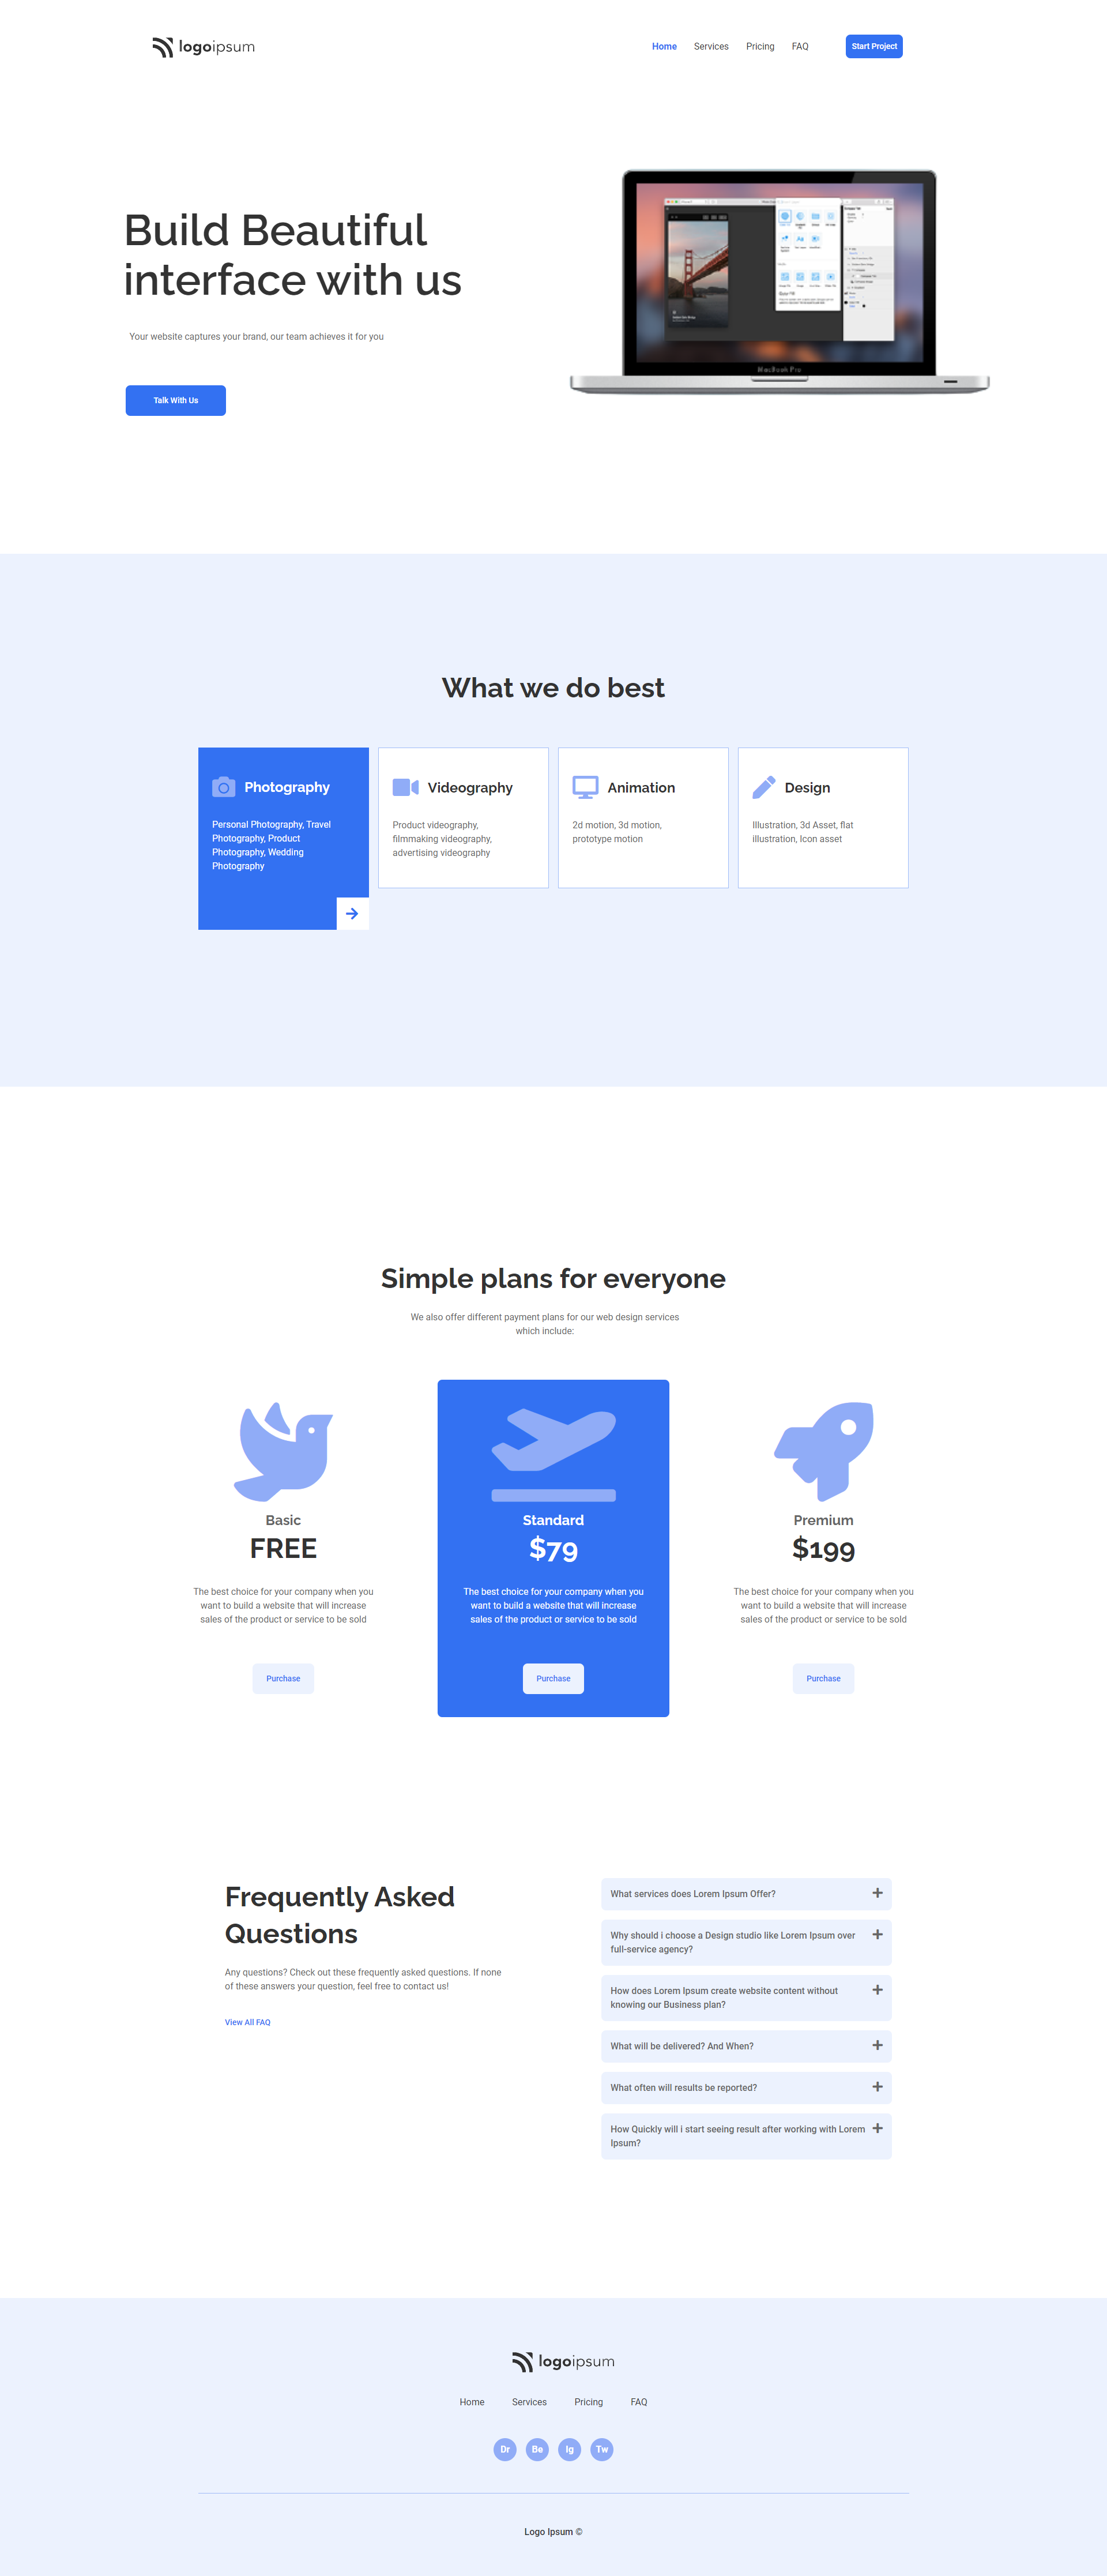 logoipsum
Home Services Pricing FAQ Start Project
Build Beautiful
interface with us
Your website captures your brand, our team achieves it for you
Talk With Us
MacBook Pro
What we do best
Photography
Personal Photography, Travel
Photography, Product
Photography, Wedding
Photography
Videography
Product videography,
filmmaking videography,
advertising videography
Animation
2d motion, 3d motion,
prototype motion
Design
Illustration, 3d Asset, flat
illustration, Icon asset
Simple plans for everyone
We also offer different payment plans for our web design services
which include:
Basic
FREE
The best choice for your company when you
want to build a website that will increase
sales of the product or service to be sold
Purchase
Standard
$79
The best choice for your company when you
want to build a website that will increase
sales of the product or service to be sold
Purchase
Premium
$199
The best choice for your company when you
want to build a website that will increase
sales of the product or service to be sold
Purchase
Frequently Asked
Questions
Any questions? Check out these frequently asked questions. If none
of these answers your question, feel free to contact us!
View All FAQ
What services does Lorem Ipsum Offer?
Why should i choose a Design studio like Lorem Ipsum over
full-service agency?
How does Lorem Ipsum create website content without
knowing our Business plan?
What will be delivered? And When?
What often will results be reported?
How Quickly will i start seeing result after working with Lorem
Ipsum?
logoipsum
Home Services Pricing FAQ
Dr Be Ig Tw
Logo Ipsum ©